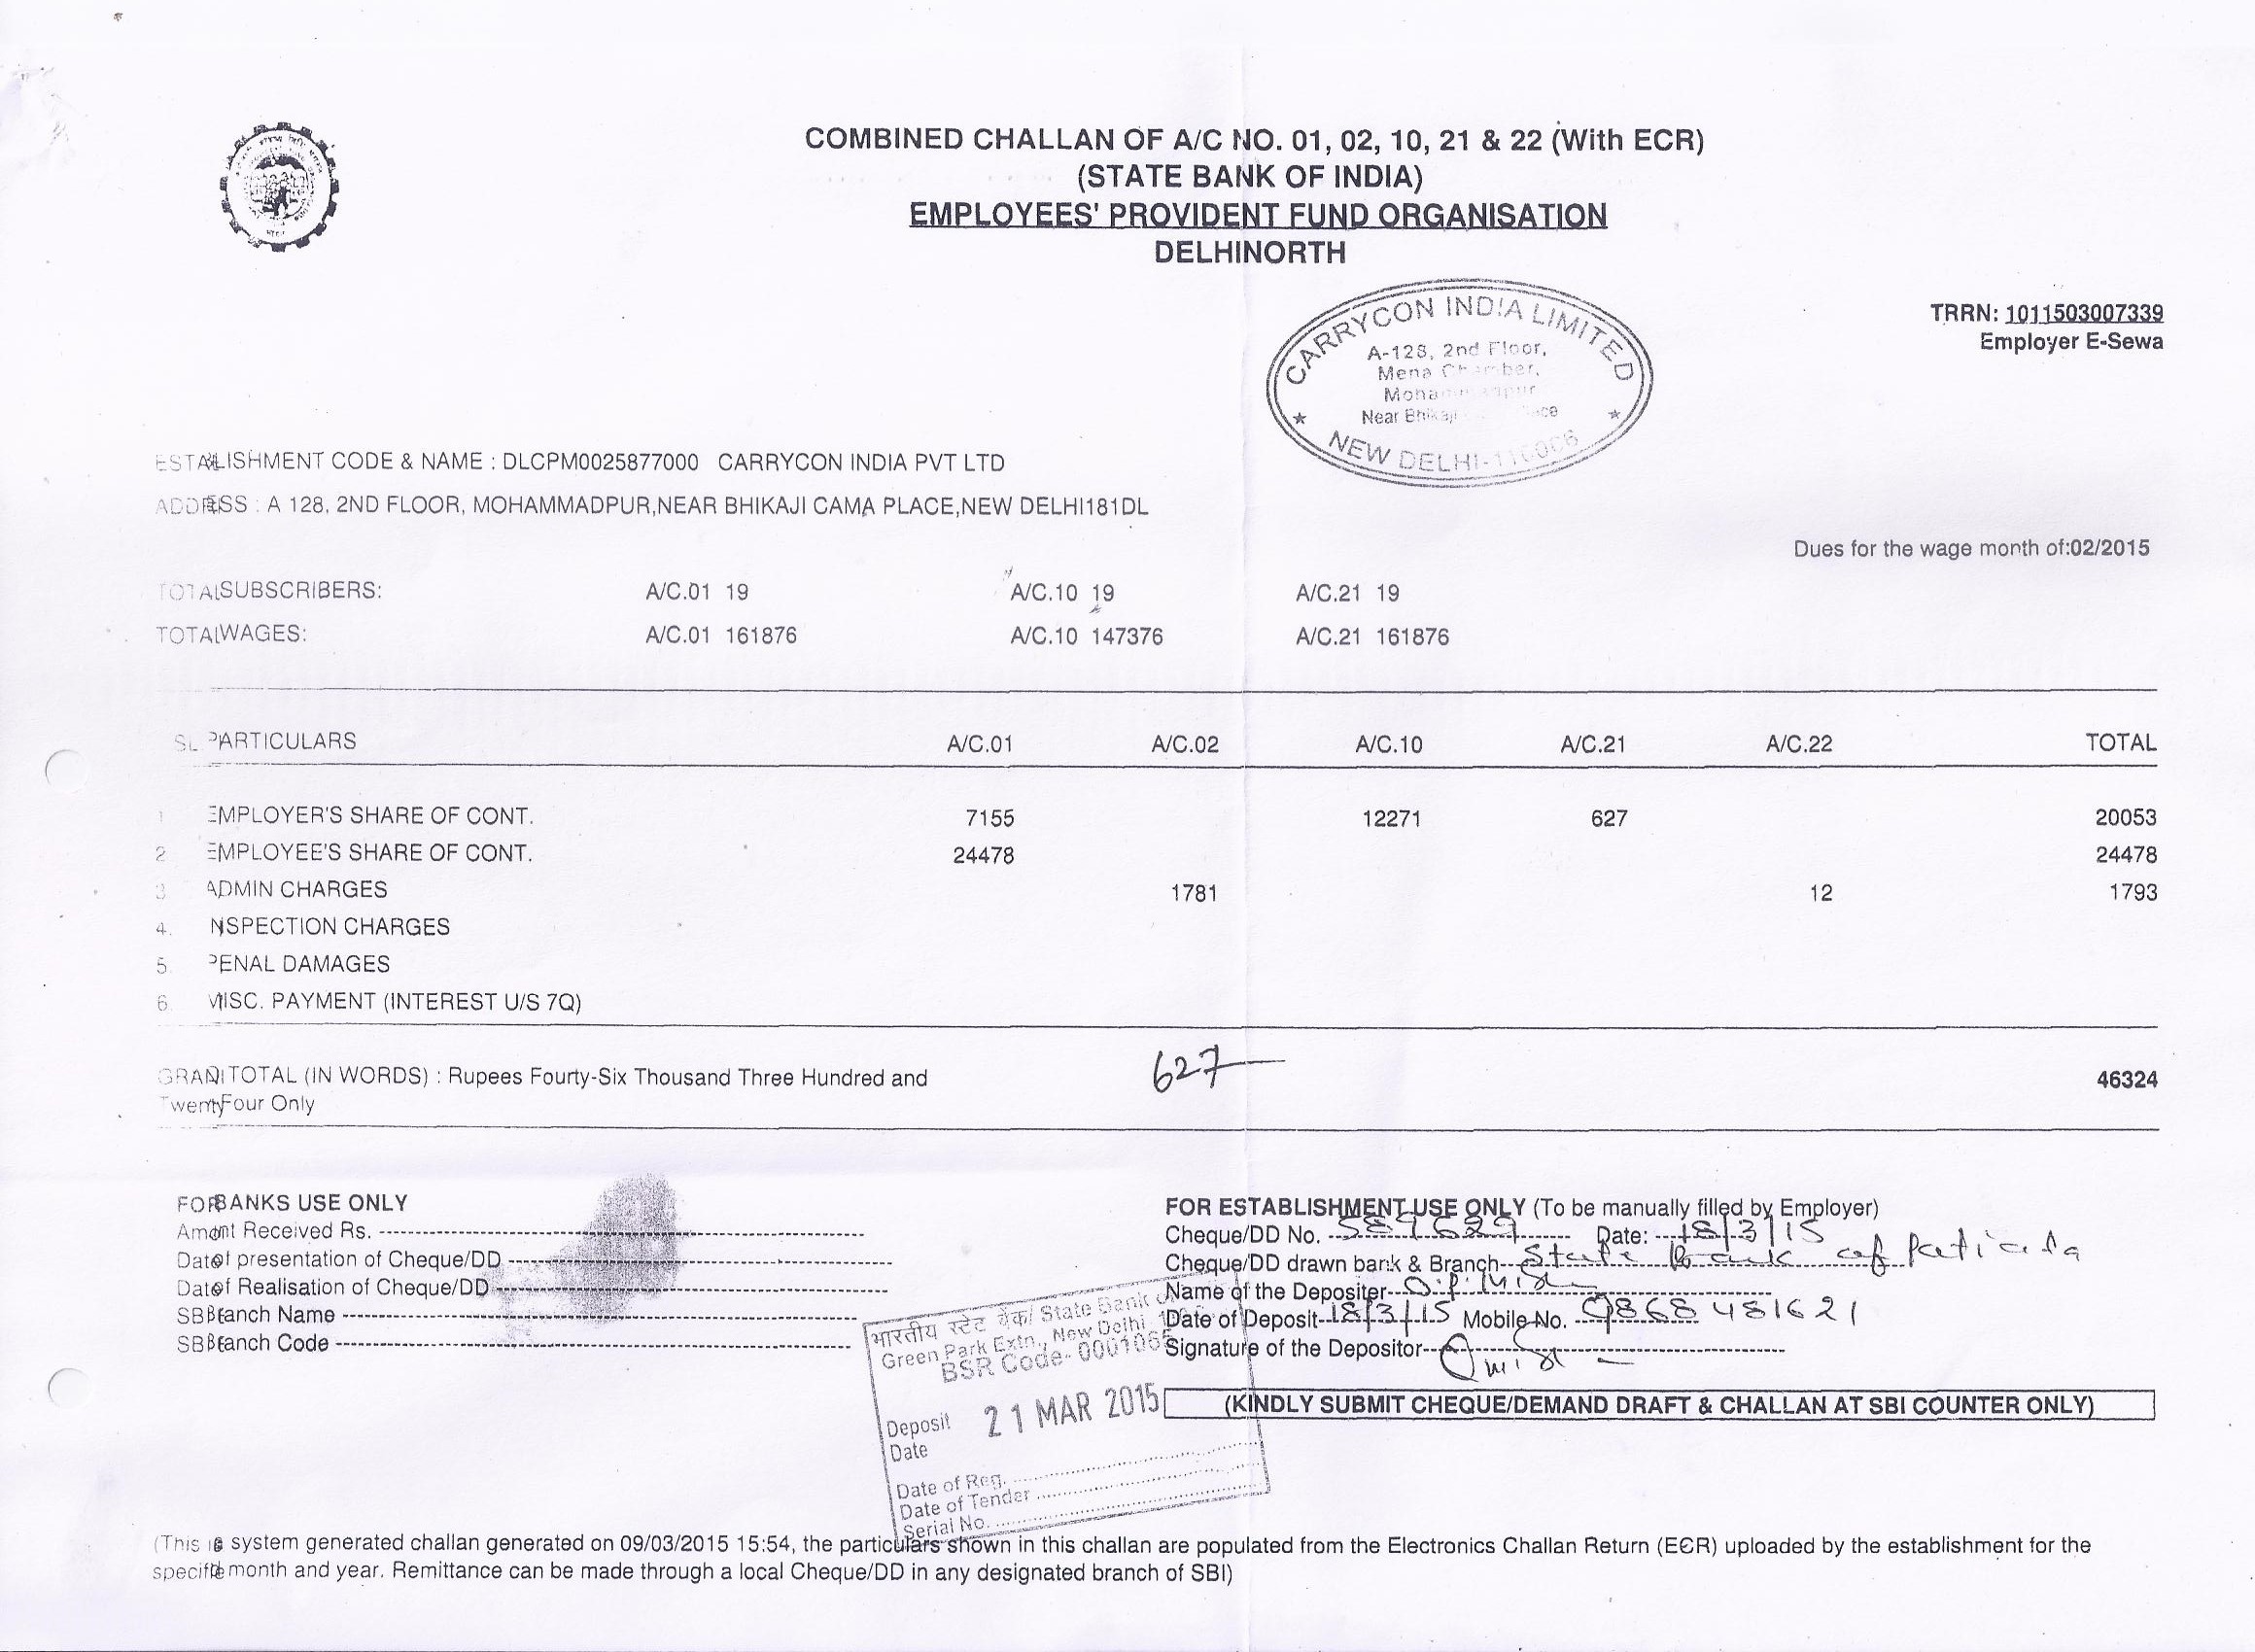 COMBINED CHALLAN OF A/C NO. 01, 02, 10, 21 & 22 (With ECR)
(STATE BANK OF INDIA)
EMPLOYEES' PROVIDENT FUND ORGANISATION
DELHINORTH
CARRYCON INDIA LIMITED
A-128, 2nd Floor,
Mena Chamber,
Near Bhikaji
NEW DELHI-110066
TRRN: 1011503007339
Employer E-Sewa
ESTABLISHMENT CODE & NAME : DLCPM0025877000 CARRYCON INDIA PVT LTD
ADDRESS : A 128, 2ND FLOOR, MOHAMMADPUR,NEAR BHIKAJI CAMA PLACE,NEW DELHI181DL
Dues for the wage month of:02/2015
TOTAL SUBSCRIBERS: A/C.01 19 A/C.10 19 A/C.21 19
TOTAL WAGES: A/C.01 161876 A/C.10 147376 A/C.21 161876
SL PARTICULARS A/C.01 A/C.02 A/C.10 A/C.21 A/C.22 TOTAL
1 EMPLOYER'S SHARE OF CONT. 7155 12271 627 20053
2 EMPLOYEE'S SHARE OF CONT. 24478 24478
3 ADMIN CHARGES 1781 12 1793
4. INSPECTION CHARGES
5. PENAL DAMAGES
6. MISC. PAYMENT (INTEREST U/S 7Q)
627
GRAND TOTAL (IN WORDS) : Rupees Fourty-Six Thousand Three Hundred and 46324
Twenty Four Only
FOR BANKS USE ONLY
Amount Received Rs.
Date of presentation of Cheque/DD
Date of Realisation of Cheque/DD
SBI Branch Name
SBI Branch Code
FOR ESTABLISHMENT USE ONLY (To be manually filled by Employer)
Cheque/DD No. 589629 Date: 18/3/15
Cheque/DD drawn bank & Branch State Bank of Patiala
Name of the Depositer O.P. Mish
Date of Deposit 18/3/15 Mobile No. 9868481621
Signature of the Depositor
(KINDLY SUBMIT CHEQUE/DEMAND DRAFT & CHALLAN AT SBI COUNTER ONLY)
भारतीय स्टेट बैंक/ State Bank of
Green Park Extn., New Delhi
BSR Code- 0001065
Deposit 21 MAR 2015
Date
Date of Reg.
Date of Tender
Serial No.
(This is system generated challan generated on 09/03/2015 15:54, the particulars shown in this challan are populated from the Electronics Challan Return (ECR) uploaded by the establishment for the
specific month and year. Remittance can be made through a local Cheque/DD in any designated branch of SBI)